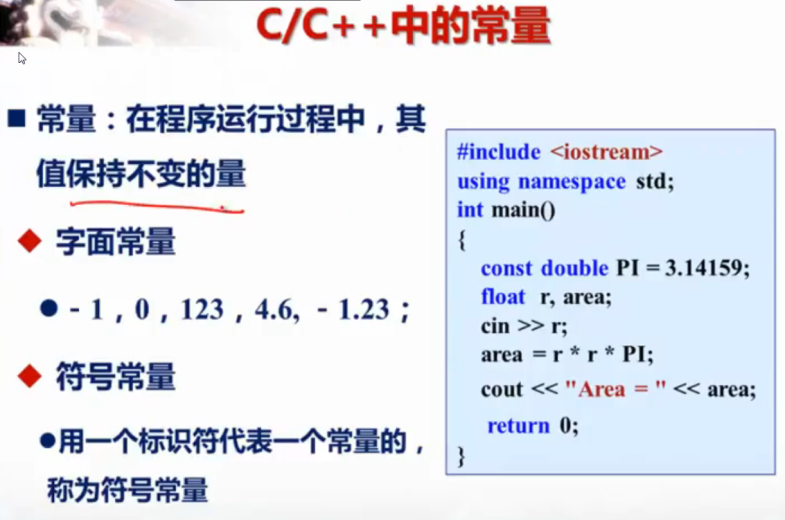 C/C++中的常量
常量：在程序运行过程中，其
值保持不变的量
字面常量
- 1，0，123，4.6, - 1.23；
符号常量
用一个标识符代表一个常量的，
称为符号常量
#include <iostream>
using namespace std;
int main()
{
const double PI = 3.14159;
float r, area;
cin >> r;
area = r * r * PI;
cout << "Area = " << area;
return 0;
}